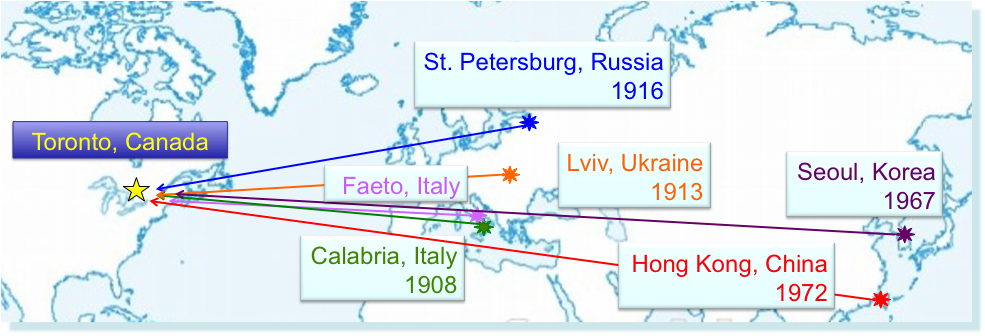 St. Petersburg, Russia
1916
Toronto, Canada
Lviv, Ukraine
1913
Faeto, Italy
Seoul, Korea
1967
Calabria, Italy
1908
Hong Kong, China
1972